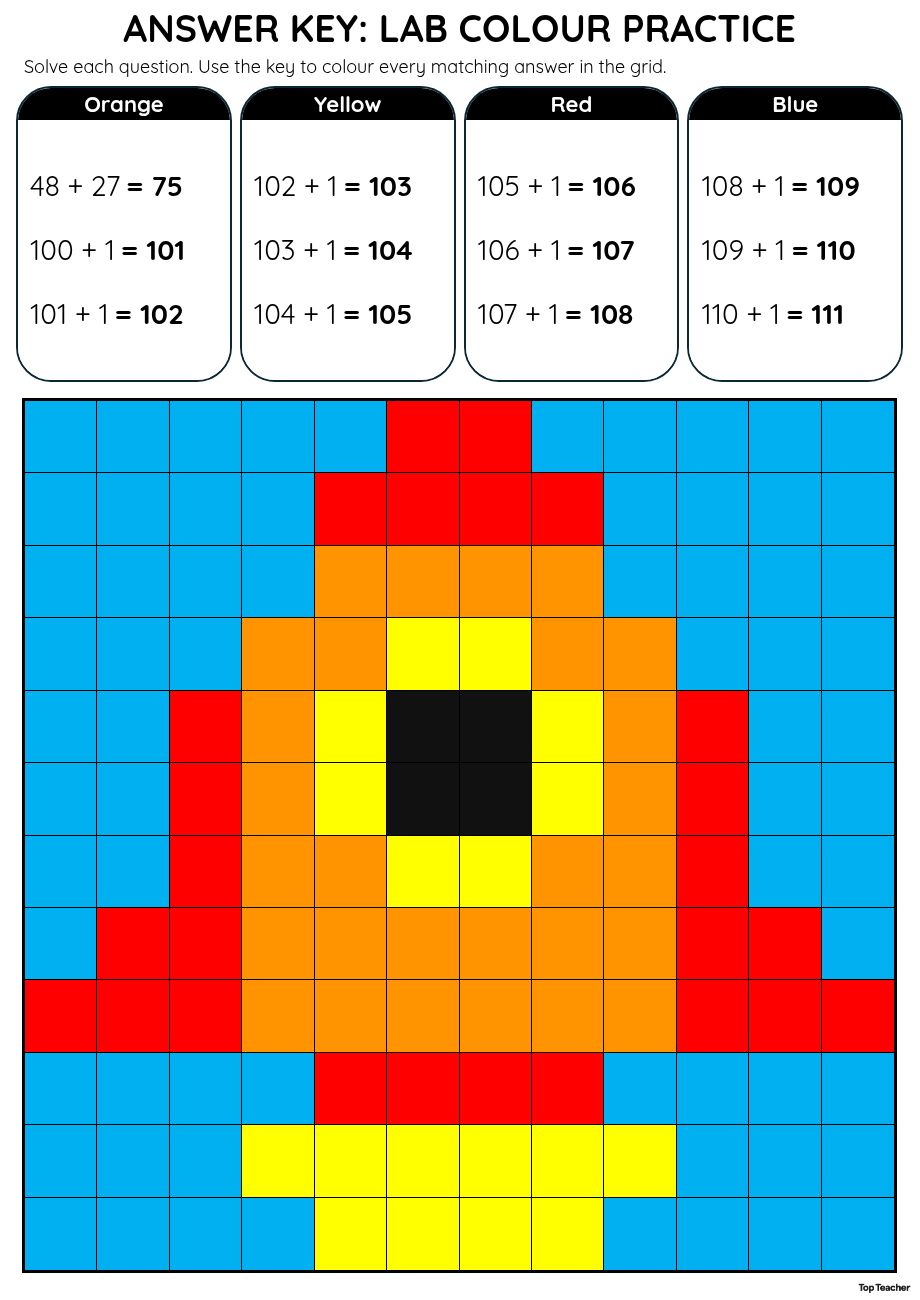 ANSWER KEY: LAB COLOUR PRACTICE
Solve each question. Use the key to colour every matching answer in the grid.
Orange
48 + 27 = 75
100 + 1 = 101
101 + 1 = 102
Yellow
102 + 1 = 103
103 + 1 = 104
104 + 1 = 105
Red
105 + 1 = 106
106 + 1 = 107
107 + 1 = 108
Blue
108 + 1 = 109
109 + 1 = 110
110 + 1 = 111
Top Teacher